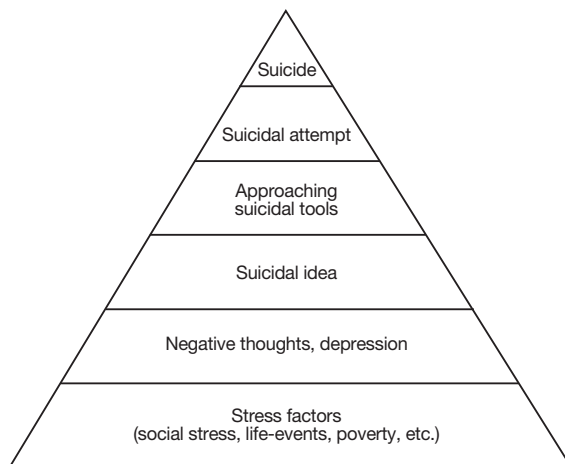 Suicide
Suicidal attempt
Approaching
suicidal tools
Suicidal idea
Negative thoughts, depression
Stress factors
(social stress, life-events, poverty, etc.)